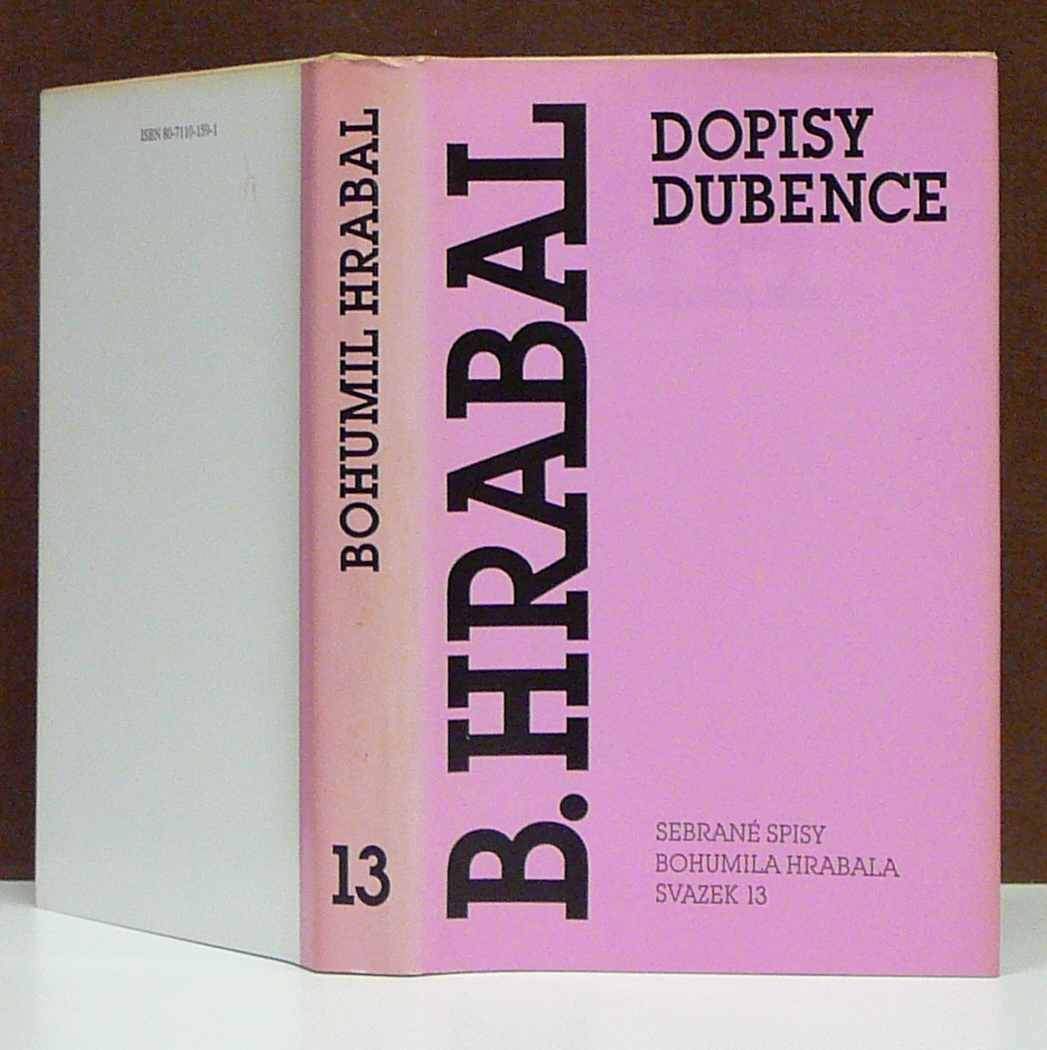 ISBN 80-7110-159-1
BOHUMIL HRABAL
13
B. HRABAL
DOPISY
DUBENCE
SEBRANÉ SPISY
BOHUMILA HRABALA
SVAZEK 13